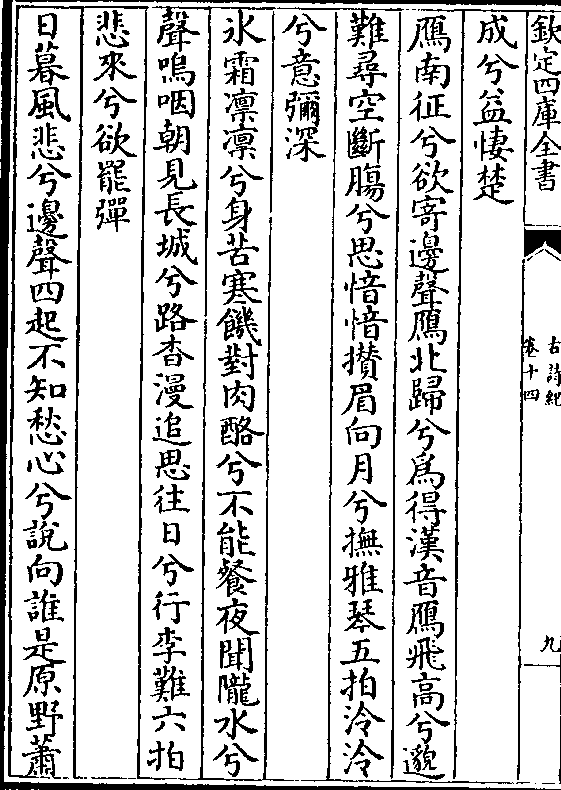 欽定四庫全書
古詩紀
卷十四
九
成兮益悽楚
鴈南征兮欲寄邊聲鴈北歸兮為得漢音鴈飛髙兮邈
難尋空斷腸兮思愔愔攅眉向月兮撫雅琴五拍泠泠
兮意彌深
氷霜凛凛兮身苦寒饑對肉酪兮不能餐夜聞隴水兮
聲嗚咽朝見長城兮路杳漫追思往日兮行李難六拍
悲來兮欲罷彈
日暮風悲兮邊聲四起不知愁心兮說向誰是原野蕭